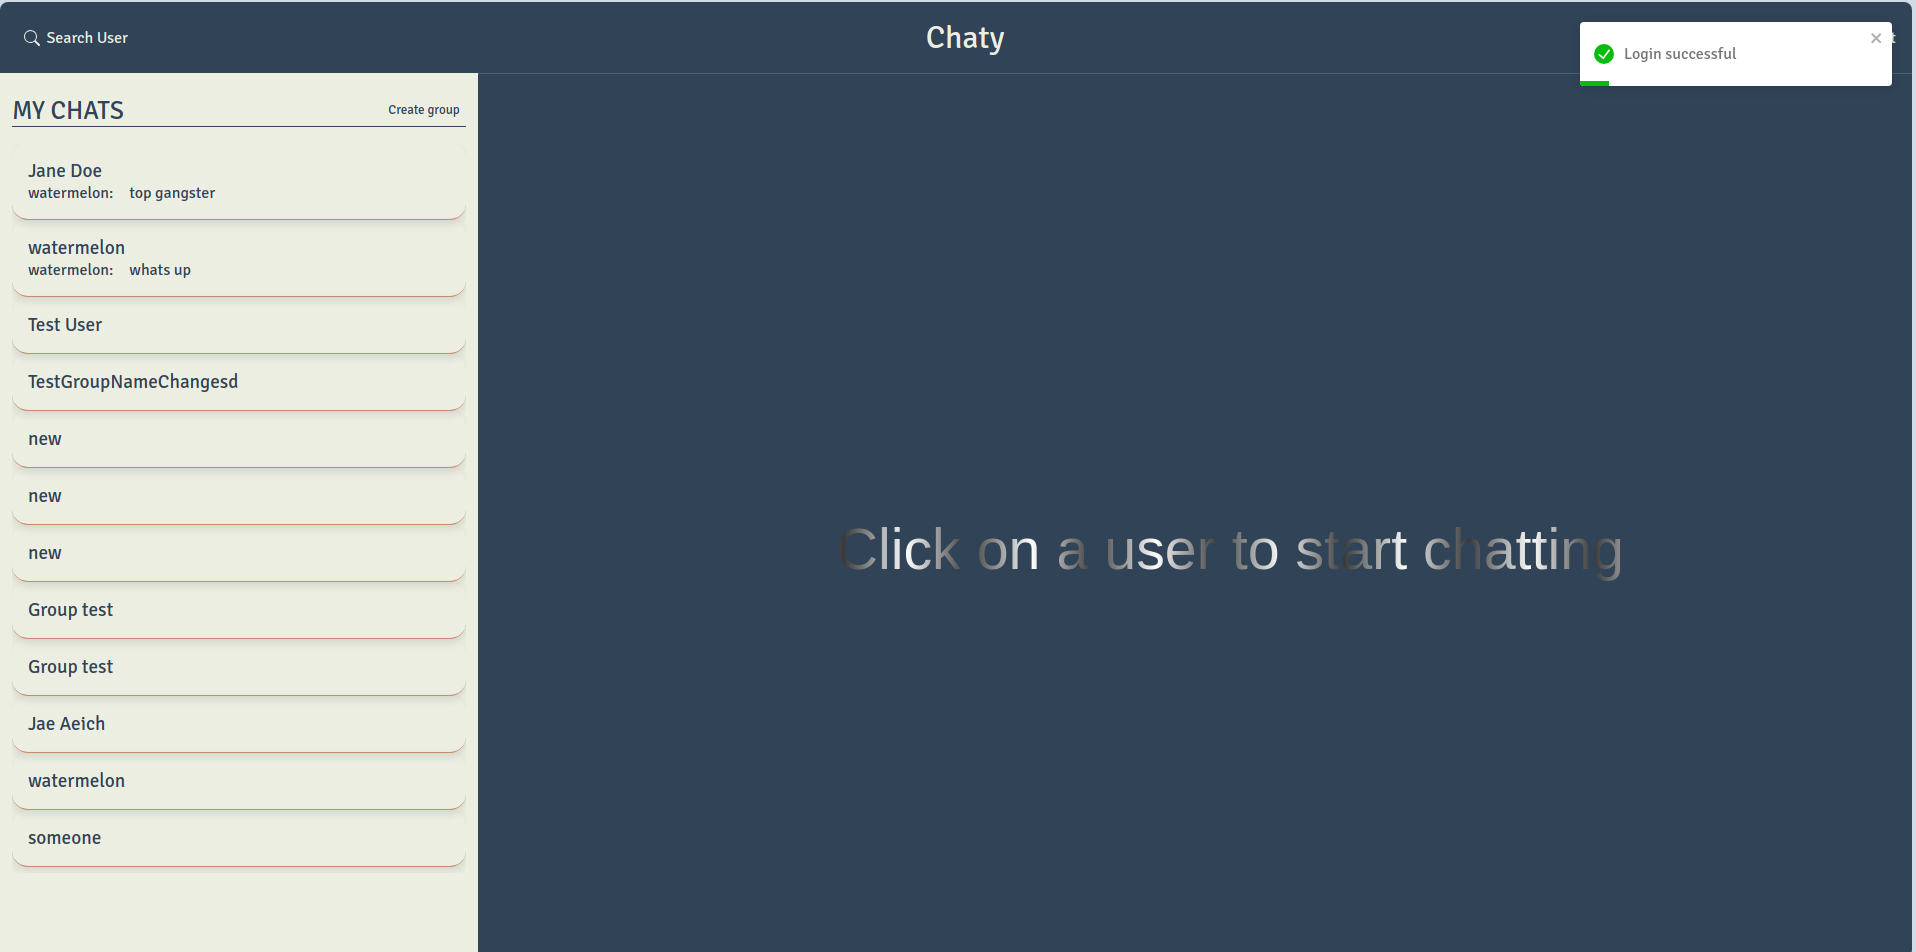 Search User
Chaty
Login successful
MY CHATS
Create group
Jane Doe
watermelon: top gangster
watermelon
watermelon: whats up
Test User
TestGroupNameChangesd
new
new
new
Group test
Group test
Jae Aeich
watermelon
someone
Click on a user to start chatting